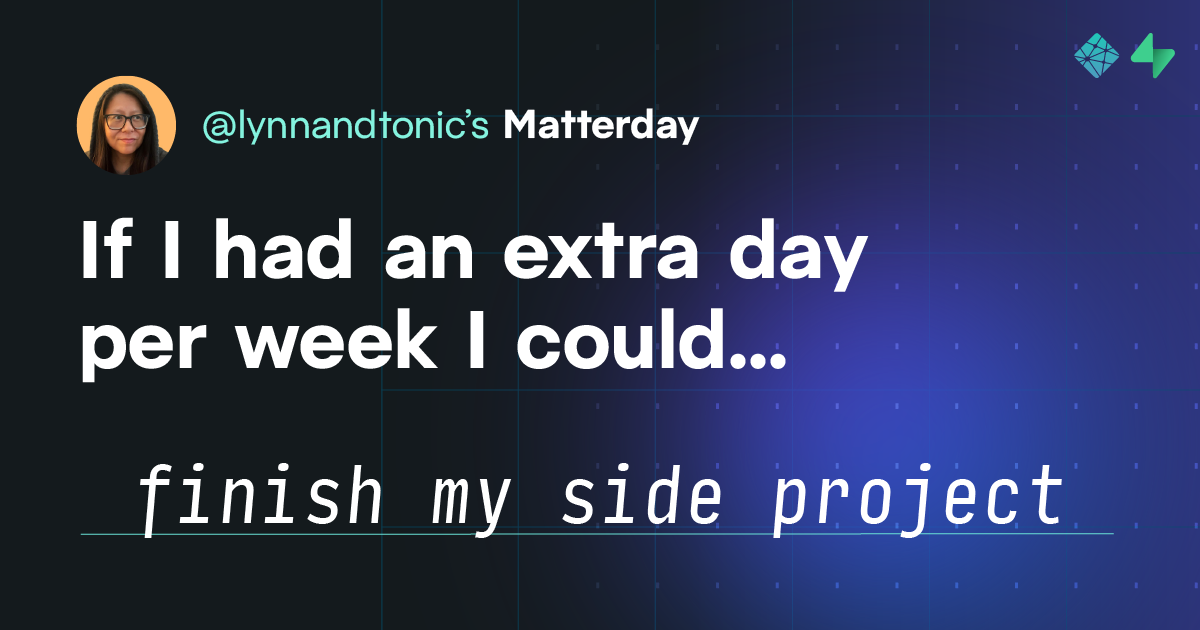 @lynnandtonic’s Matterday
If I had an extra day
per week I could...
finish my side project